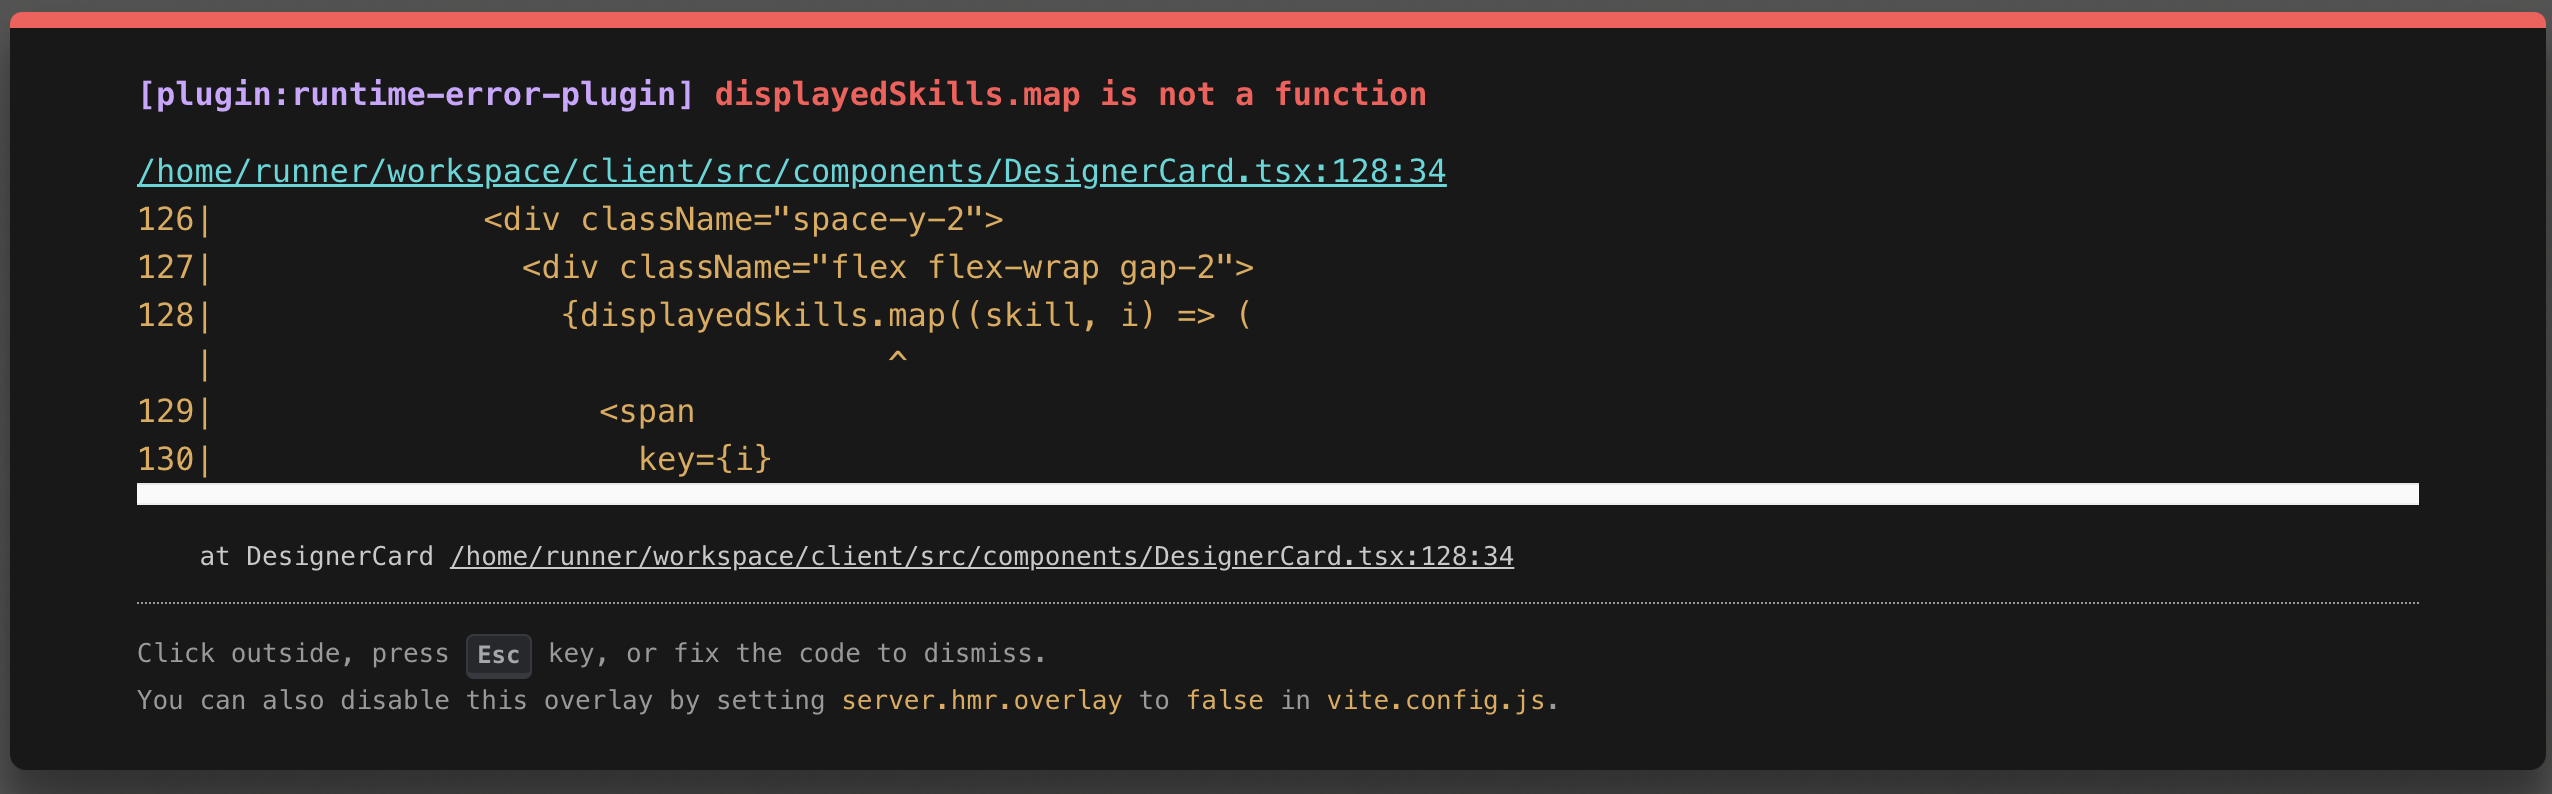 [plugin:runtime-error-plugin] displayedSkills.map is not a function
/home/runner/workspace/client/src/components/DesignerCard.tsx:128:34
126|              <div className="space-y-2">
127|                <div className="flex flex-wrap gap-2">
128|                  {displayedSkills.map((skill, i) => (
   |                                   ^
129|                    <span
130|                      key={i}
    at DesignerCard /home/runner/workspace/client/src/components/DesignerCard.tsx:128:34
Click outside, press Esc key, or fix the code to dismiss.
You can also disable this overlay by setting server.hmr.overlay to false in vite.config.js.